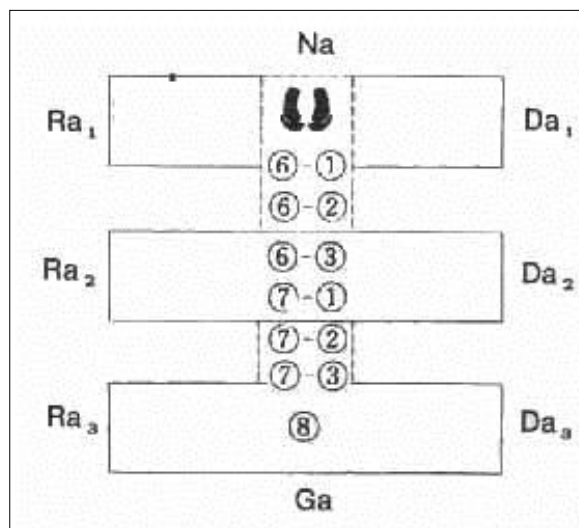 Na
Ra₁ Da₁
⑥-①
⑥-②
Ra₂ ⑥-③ Da₂
⑦-①
⑦-②
⑦-③
Ra₃ ⑧ Da₃
Ga